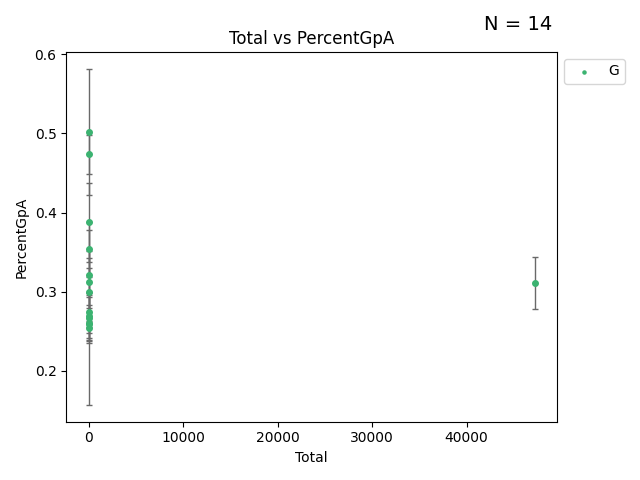 N = 14
Total vs PercentGpA
G
0.6
0.5
0.4
0.3
0.2
PercentGpA
0 10000 20000 30000 40000
Total